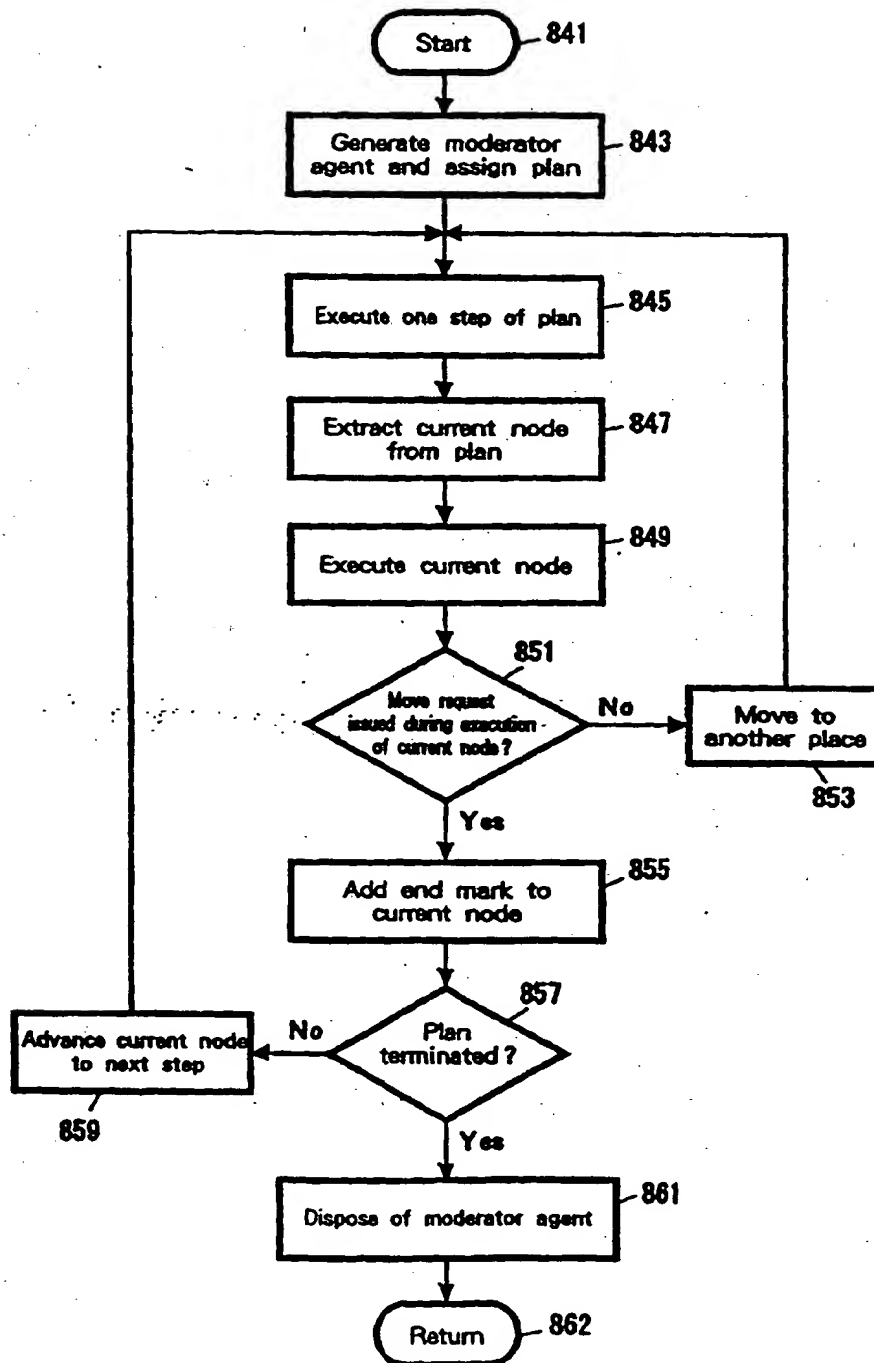 Start
841
Generate moderator
agent and assign plan
843
Execute one step of plan
845
Extract current node
from plan
847
Execute current node
849
851
Move request
issued during execution
of current node?
No
Move to
another place
853
Yes
Add end mark to
current node
855
857
Plan
terminated?
No
Advance current node
to next step
859
Yes
Dispose of moderator agent
861
Return
862